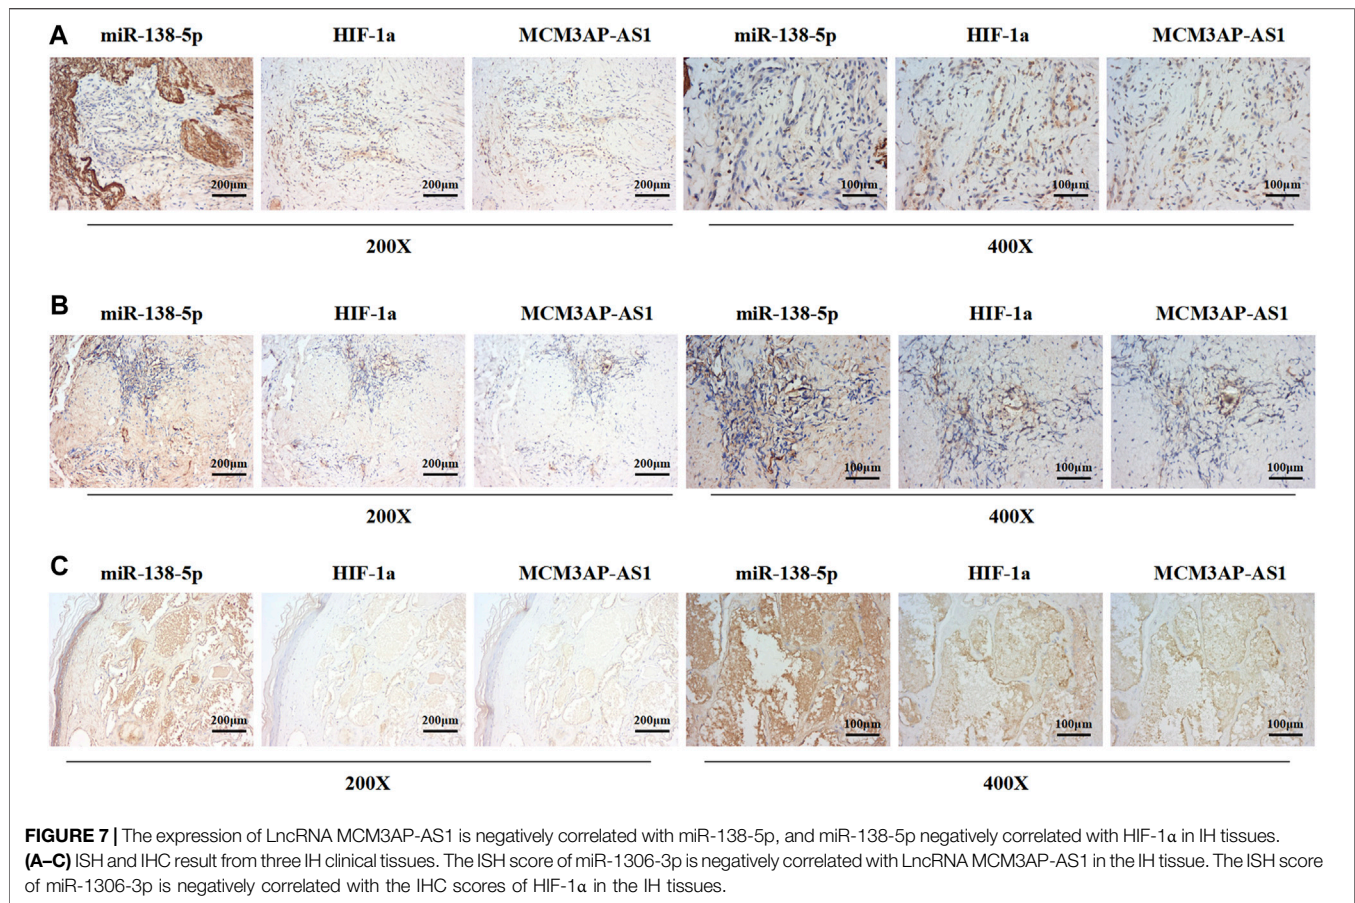 A
miR-138-5p HIF-1a MCM3AP-AS1 miR-138-5p HIF-1a MCM3AP-AS1
200μm 200μm 200μm 100μm 100μm 100μm
200X 400X
B
miR-138-5p HIF-1a MCM3AP-AS1 miR-138-5p HIF-1a MCM3AP-AS1
200μm 200μm 200μm 100μm 100μm 100μm
200X 400X
C
miR-138-5p HIF-1a MCM3AP-AS1 miR-138-5p HIF-1a MCM3AP-AS1
200μm 200μm 200μm 100μm 100μm 100μm
200X 400X
FIGURE 7 | The expression of LncRNA MCM3AP-AS1 is negatively correlated with miR-138-5p, and miR-138-5p negatively correlated with HIF-1α in IH tissues.
(A–C) ISH and IHC result from three IH clinical tissues. The ISH score of miR-1306-3p is negatively correlated with LncRNA MCM3AP-AS1 in the IH tissue. The ISH score
of miR-1306-3p is negatively correlated with the IHC scores of HIF-1α in the IH tissues.